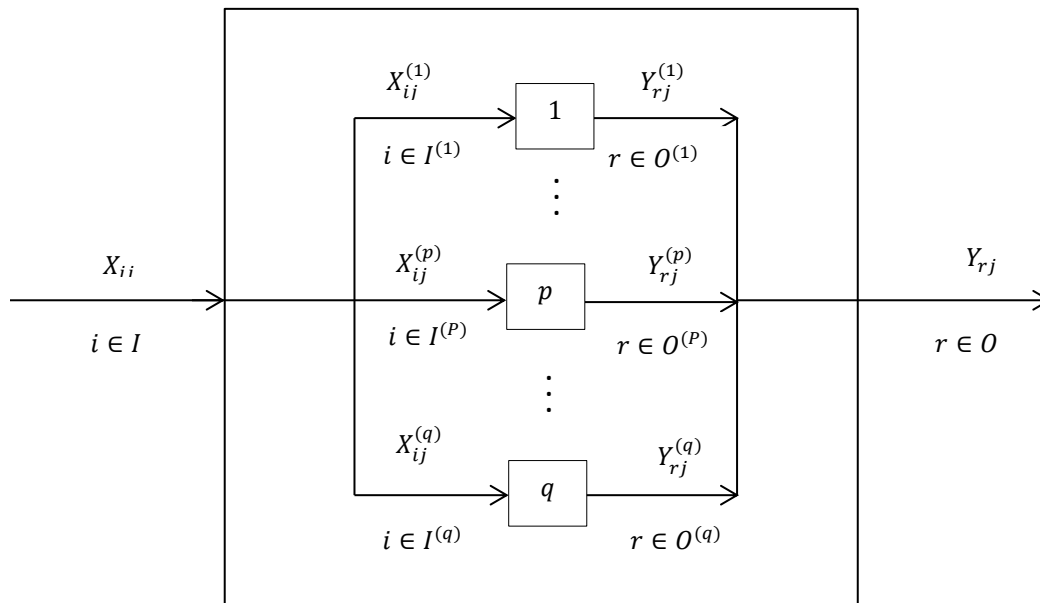 X_{ij}^{(1)} 1 Y_{rj}^{(1)}
i ∈ I^{(1)} r ∈ O^{(1)}
⋮
X_{ij} X_{ij}^{(p)} p Y_{rj}^{(p)} Y_{rj}
i ∈ I i ∈ I^{(P)} r ∈ O^{(P)} r ∈ O
⋮
X_{ij}^{(q)} q Y_{rj}^{(q)}
i ∈ I^{(q)} r ∈ O^{(q)}